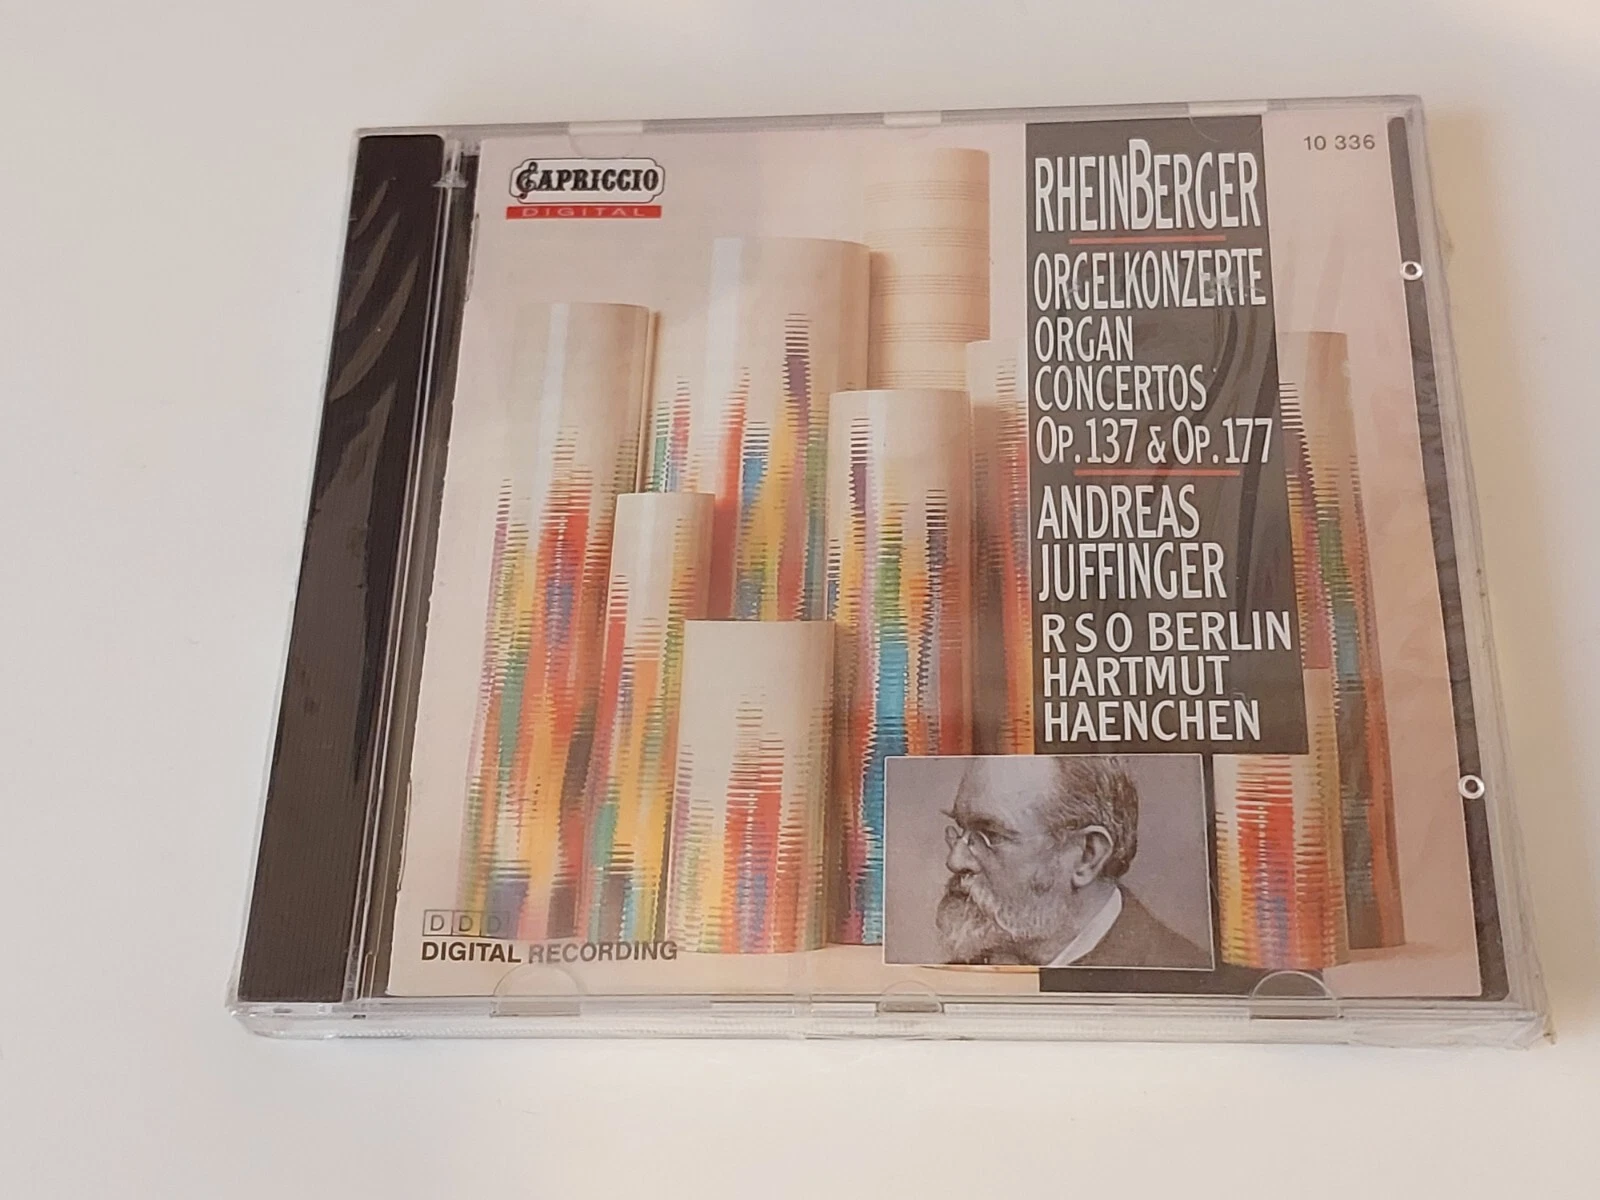 CAPRICCIO
DIGITAL
10 336
RHEINBERGER
ORGELKONZERTE
ORGAN
CONCERTOS
OP. 137 & OP. 177
ANDREAS
JUFFINGER
RSO BERLIN
HARTMUT
HAENCHEN
DDD
DIGITAL RECORDING